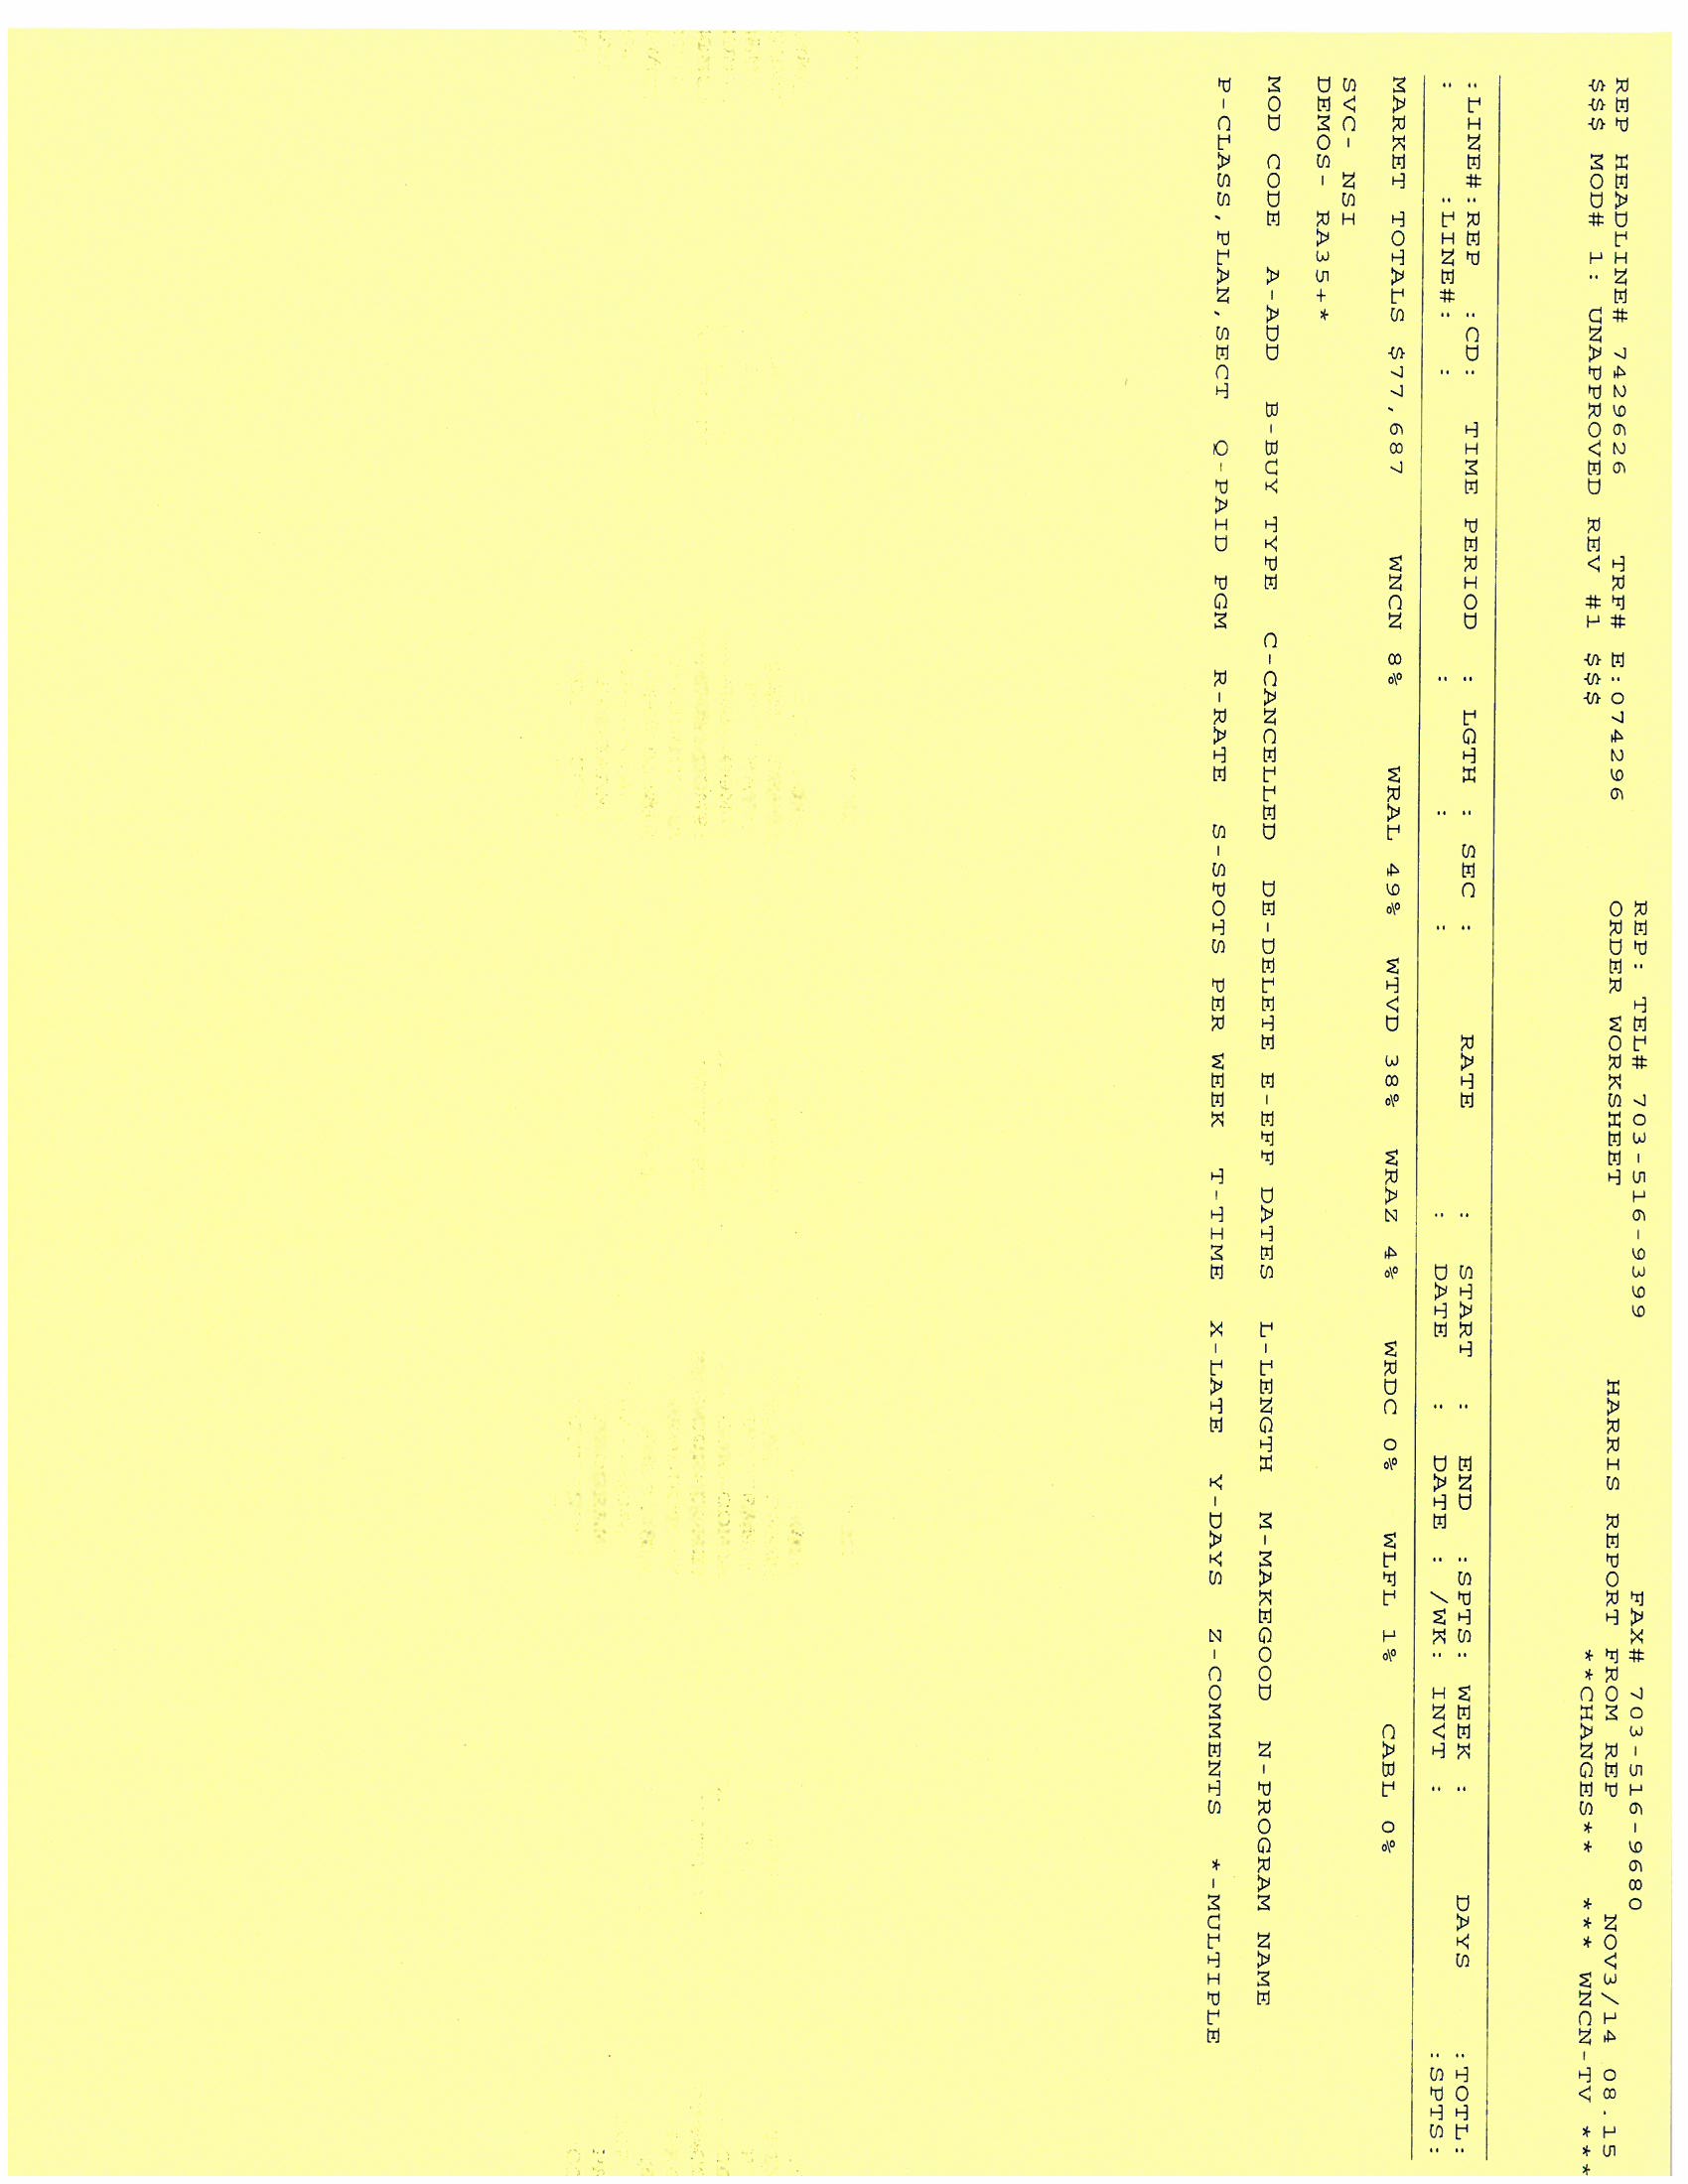 REP: TEL# 703-516-9399 FAX# 703-516-9680
REP HEADLINE# 7429626 TRF# E:074296 ORDER WORKSHEET HARRIS REPORT FROM REP NOV3/14 08.15
$$$ MOD# 1: UNAPPROVED REV #1 $$$ **CHANGES** *** WNCN-TV ***
:LINE#:REP :CD: TIME PERIOD : LGTH : SEC : RATE : START : END :SPTS: WEEK : DAYS :TOTL:
: :LINE#: : : : : : DATE : DATE : /WK: INVT : :SPTS:
MARKET TOTALS $77,687 WNCN 8% WRAL 49% WTVD 38% WRAZ 4% WRDC 0% WLFL 1% CABL 0%
SVC- NSI
DEMOS- RA35+*
MOD CODE A-ADD B-BUY TYPE C-CANCELLED DE-DELETE E-EFF DATES L-LENGTH M-MAKEGOOD N-PROGRAM NAME
P-CLASS,PLAN,SECT Q-PAID PGM R-RATE S-SPOTS PER WEEK T-TIME X-LATE Y-DAYS Z-COMMENTS *-MULTIPLE